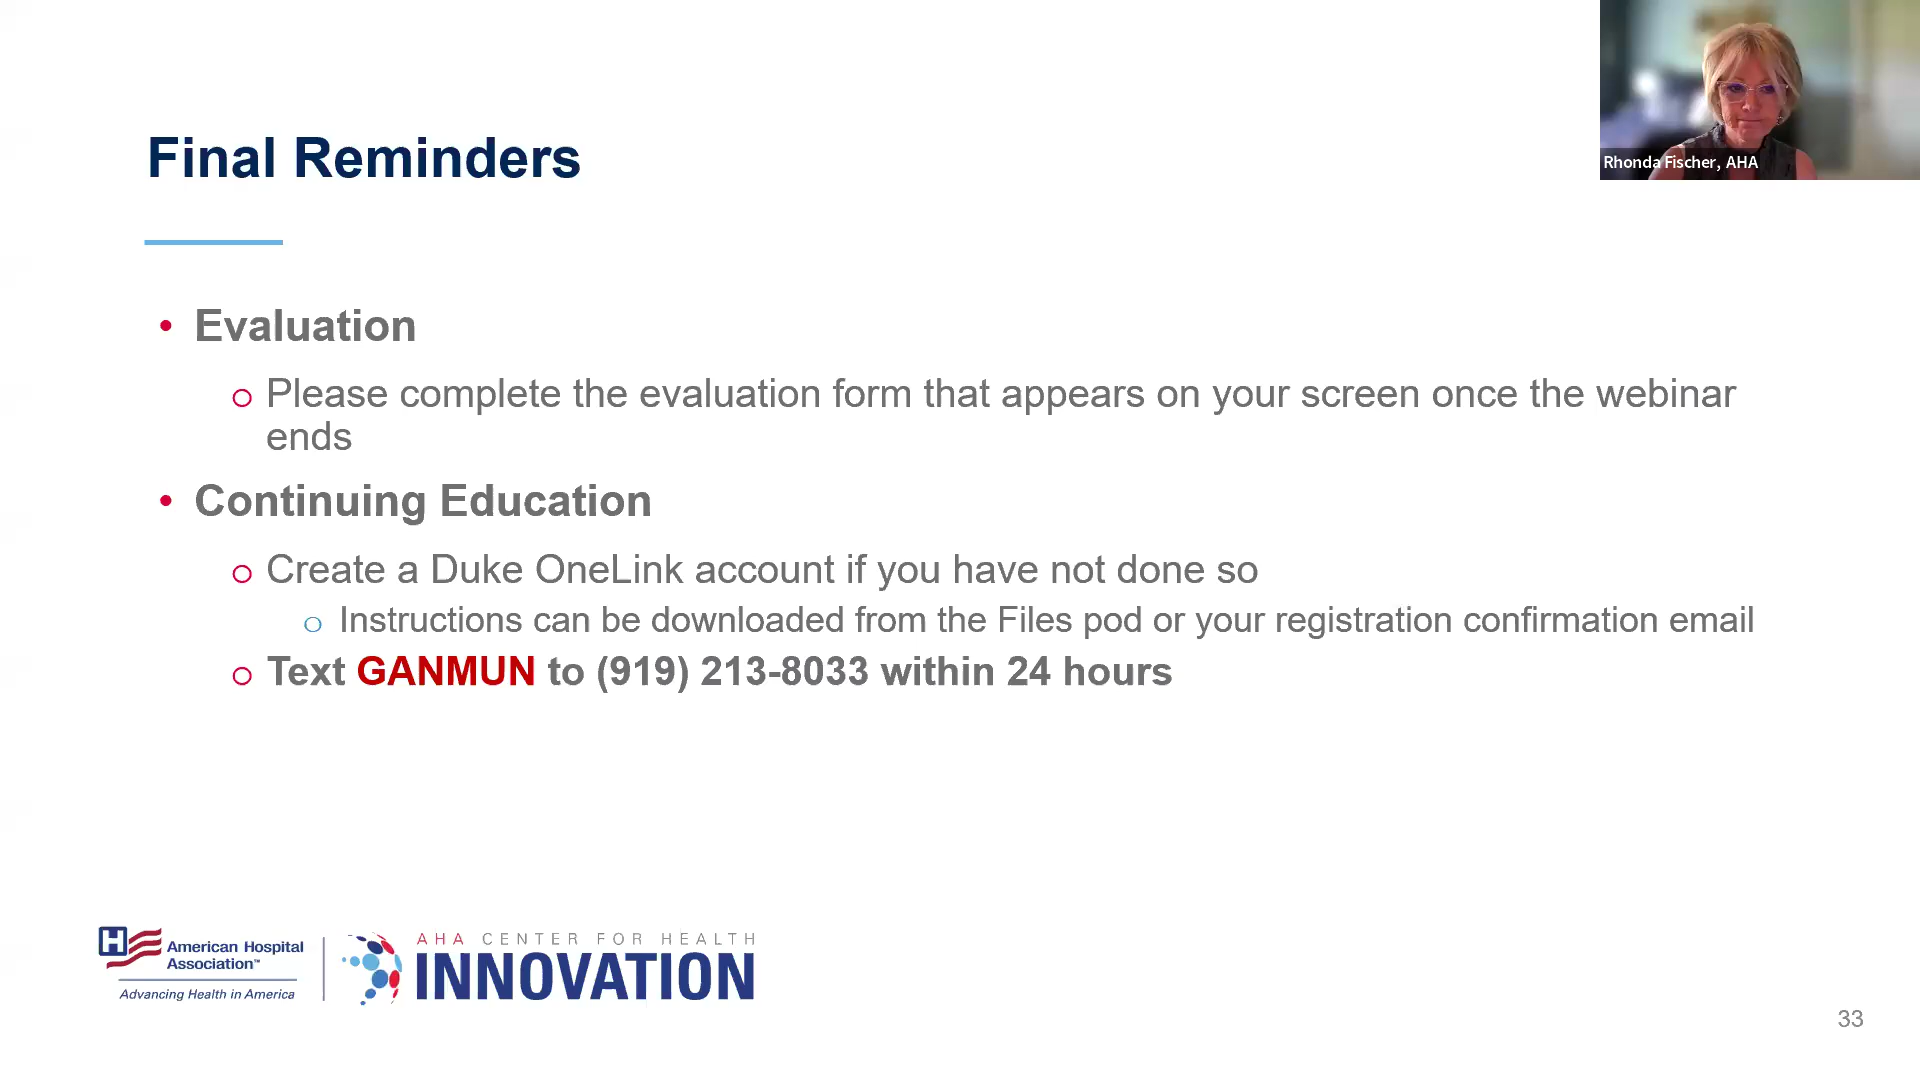 Rhonda Fischer, AHA
Final Reminders
• Evaluation
o Please complete the evaluation form that appears on your screen once the webinar
ends
• Continuing Education
o Create a Duke OneLink account if you have not done so
o Instructions can be downloaded from the Files pod or your registration confirmation email
o Text GANMUN to (919) 213-8033 within 24 hours
H American Hospital
Association™
Advancing Health in America
AHA CENTER FOR HEALTH
INNOVATION
33